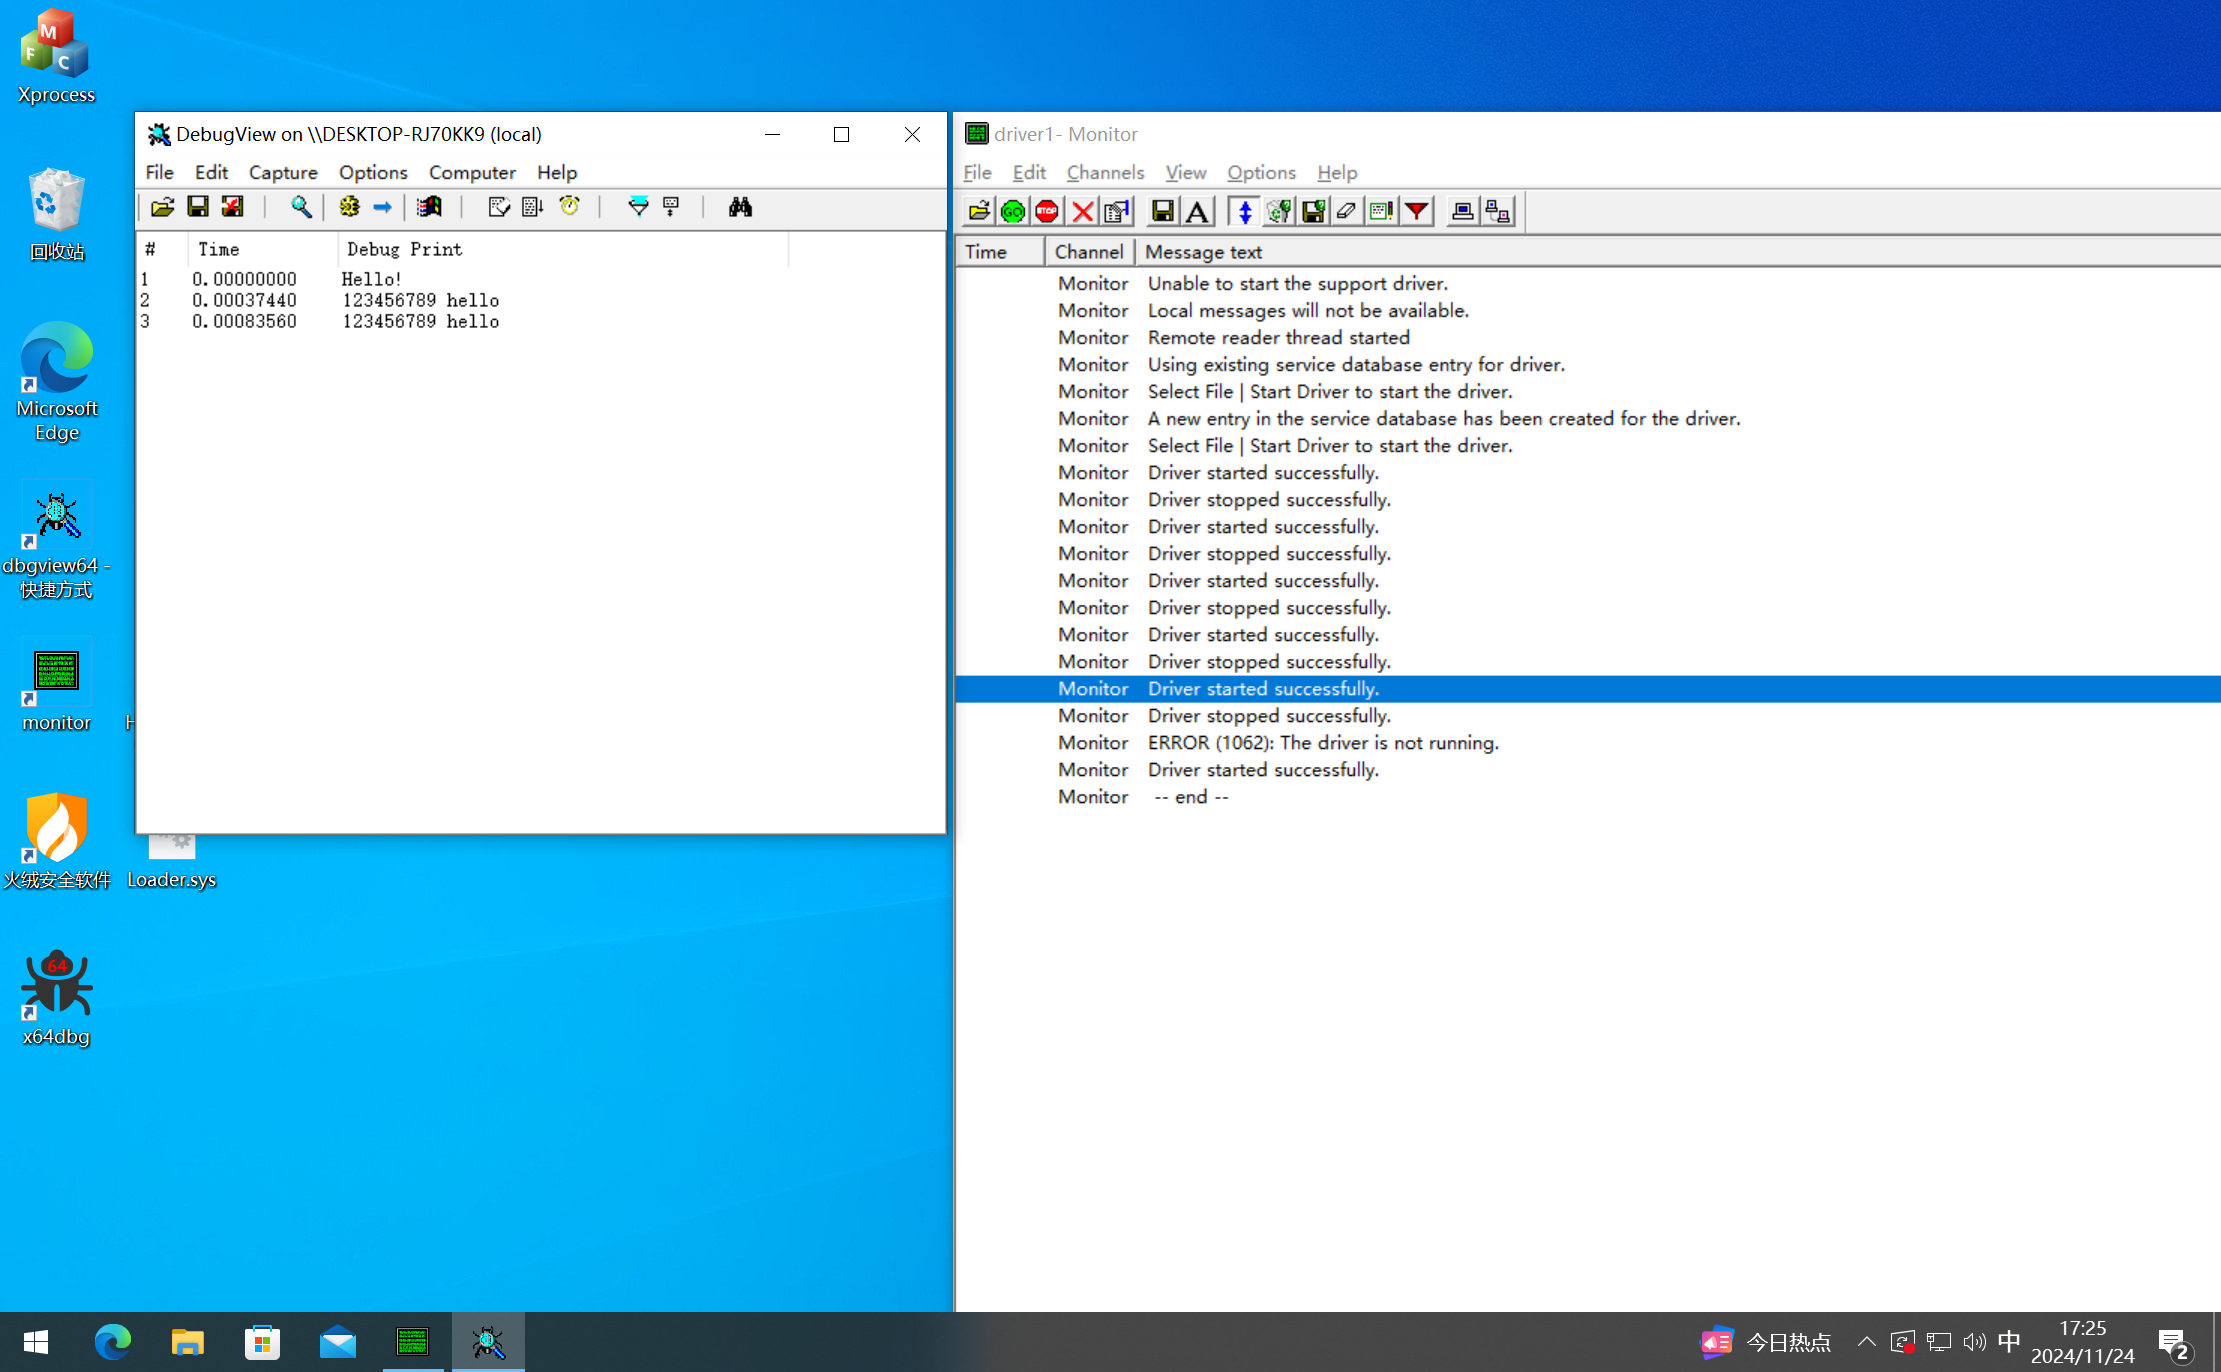 Xprocess
回收站
Microsoft
Edge
dbgview64 -
快捷方式
monitor
H
火绒安全软件
Loader.sys
x64dbg
DebugView on \\DESKTOP-RJ70KK9 (local)
File Edit Capture Options Computer Help
# Time Debug Print
1 0.00000000 Hello!
2 0.00037440 123456789 hello
3 0.00083560 123456789 hello
driver1- Monitor
File Edit Channels View Options Help
GO STOP A
Time Channel Message text
Monitor Unable to start the support driver.
Monitor Local messages will not be available.
Monitor Remote reader thread started
Monitor Using existing service database entry for driver.
Monitor Select File | Start Driver to start the driver.
Monitor A new entry in the service database has been created for the driver.
Monitor Select File | Start Driver to start the driver.
Monitor Driver started successfully.
Monitor Driver stopped successfully.
Monitor Driver started successfully.
Monitor Driver stopped successfully.
Monitor Driver started successfully.
Monitor Driver stopped successfully.
Monitor Driver started successfully.
Monitor Driver stopped successfully.
Monitor Driver started successfully.
Monitor Driver stopped successfully.
Monitor ERROR (1062): The driver is not running.
Monitor Driver started successfully.
Monitor -- end --
今日热点
中
17:25
2024/11/24
2